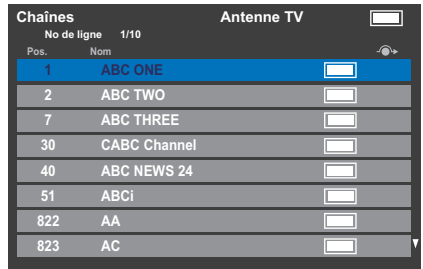 Chaînes Antenne TV
No de ligne 1/10
Pos. Nom
1 ABC ONE
2 ABC TWO
7 ABC THREE
30 CABC Channel
40 ABC NEWS 24
51 ABCi
822 AA
823 AC